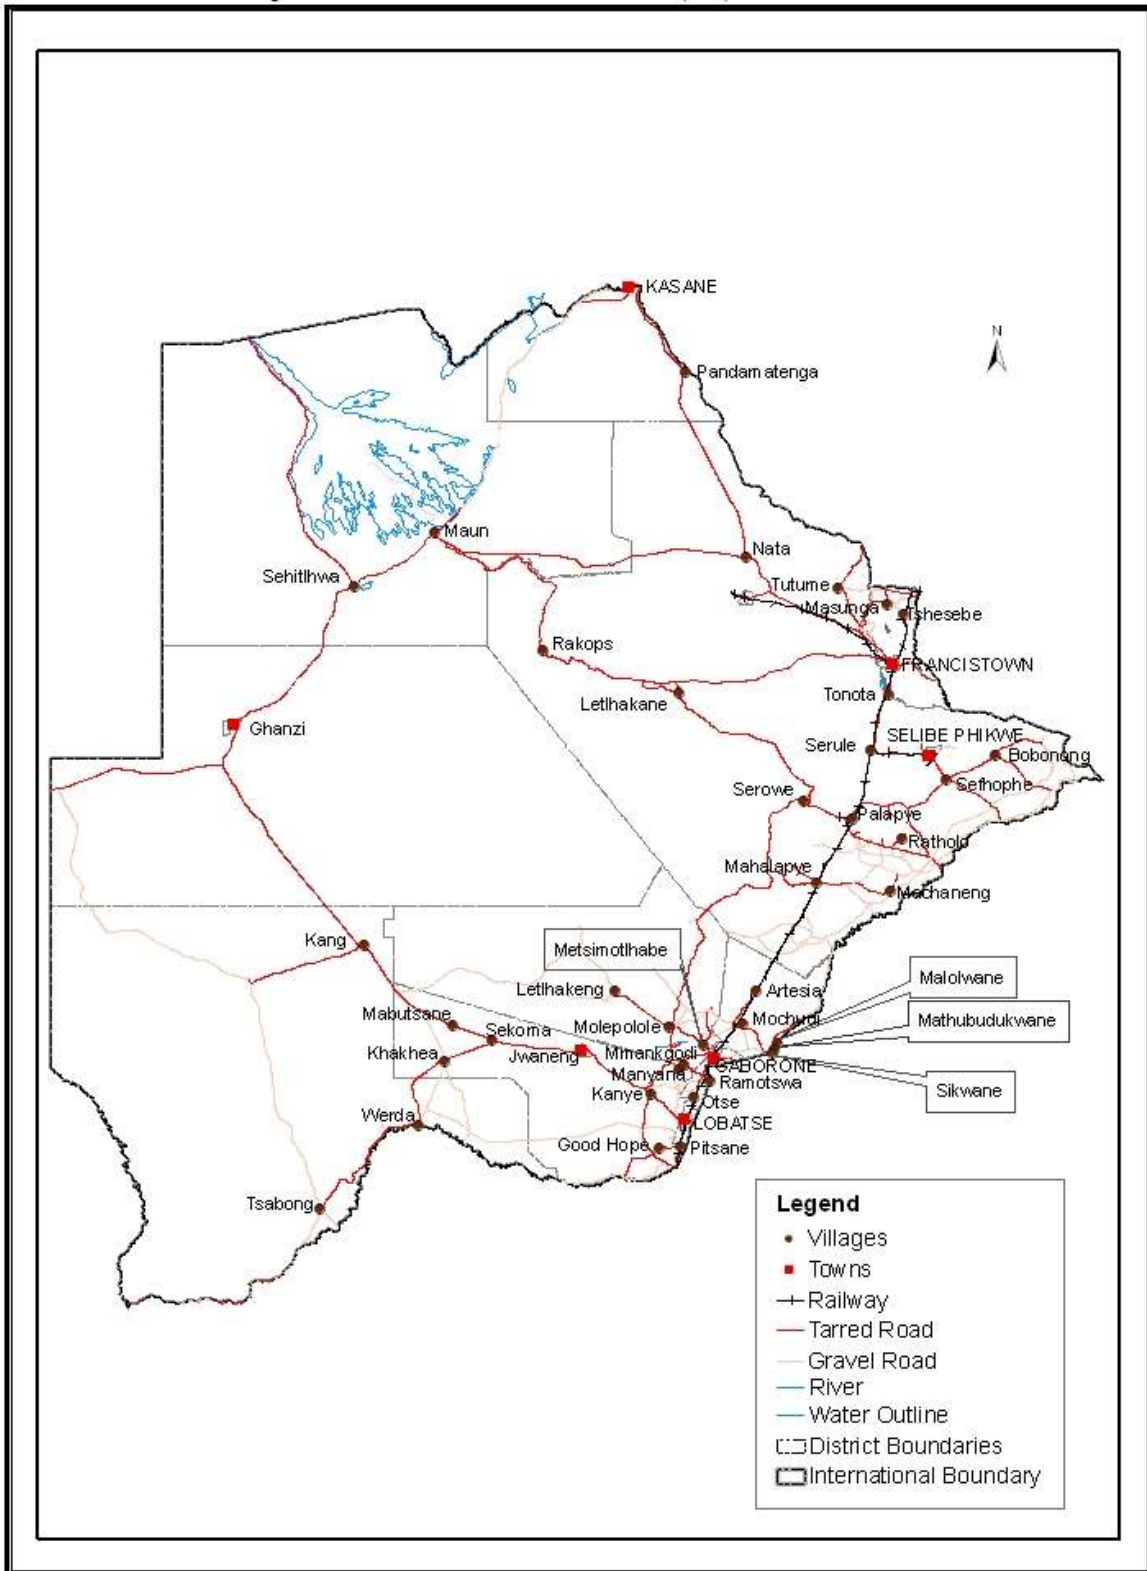 KASANE
N
Pandamatenga
Maun
Nata
Sehitlhwa
Tutume
Masunga
Tshesebe
Rakops
FRANCISTOWN
Letlhakane
Tonota
Ghanzi
SELIBE PHIKWE
Serule
Bobonong
Sefhophe
Serowe
Palapye
Ratholo
Mahalapye
Machaneng
Kang
Metsimotlhabe
Malolwane
Letlhakeng
Artesia
Mabutsane
Molepolole
Mochudi
Mathubudukwane
Sekoma
Khakhea
Jwaneng
Mmankgodi
GABORONE
Manyana
Ramotswa
Sikwane
Kanye
Otse
Werda
LOBATSE
Good Hope
Pitsane
Tsabong
Legend
Villages
Towns
Railway
Tarred Road
Gravel Road
River
Water Outline
District Boundaries
International Boundary